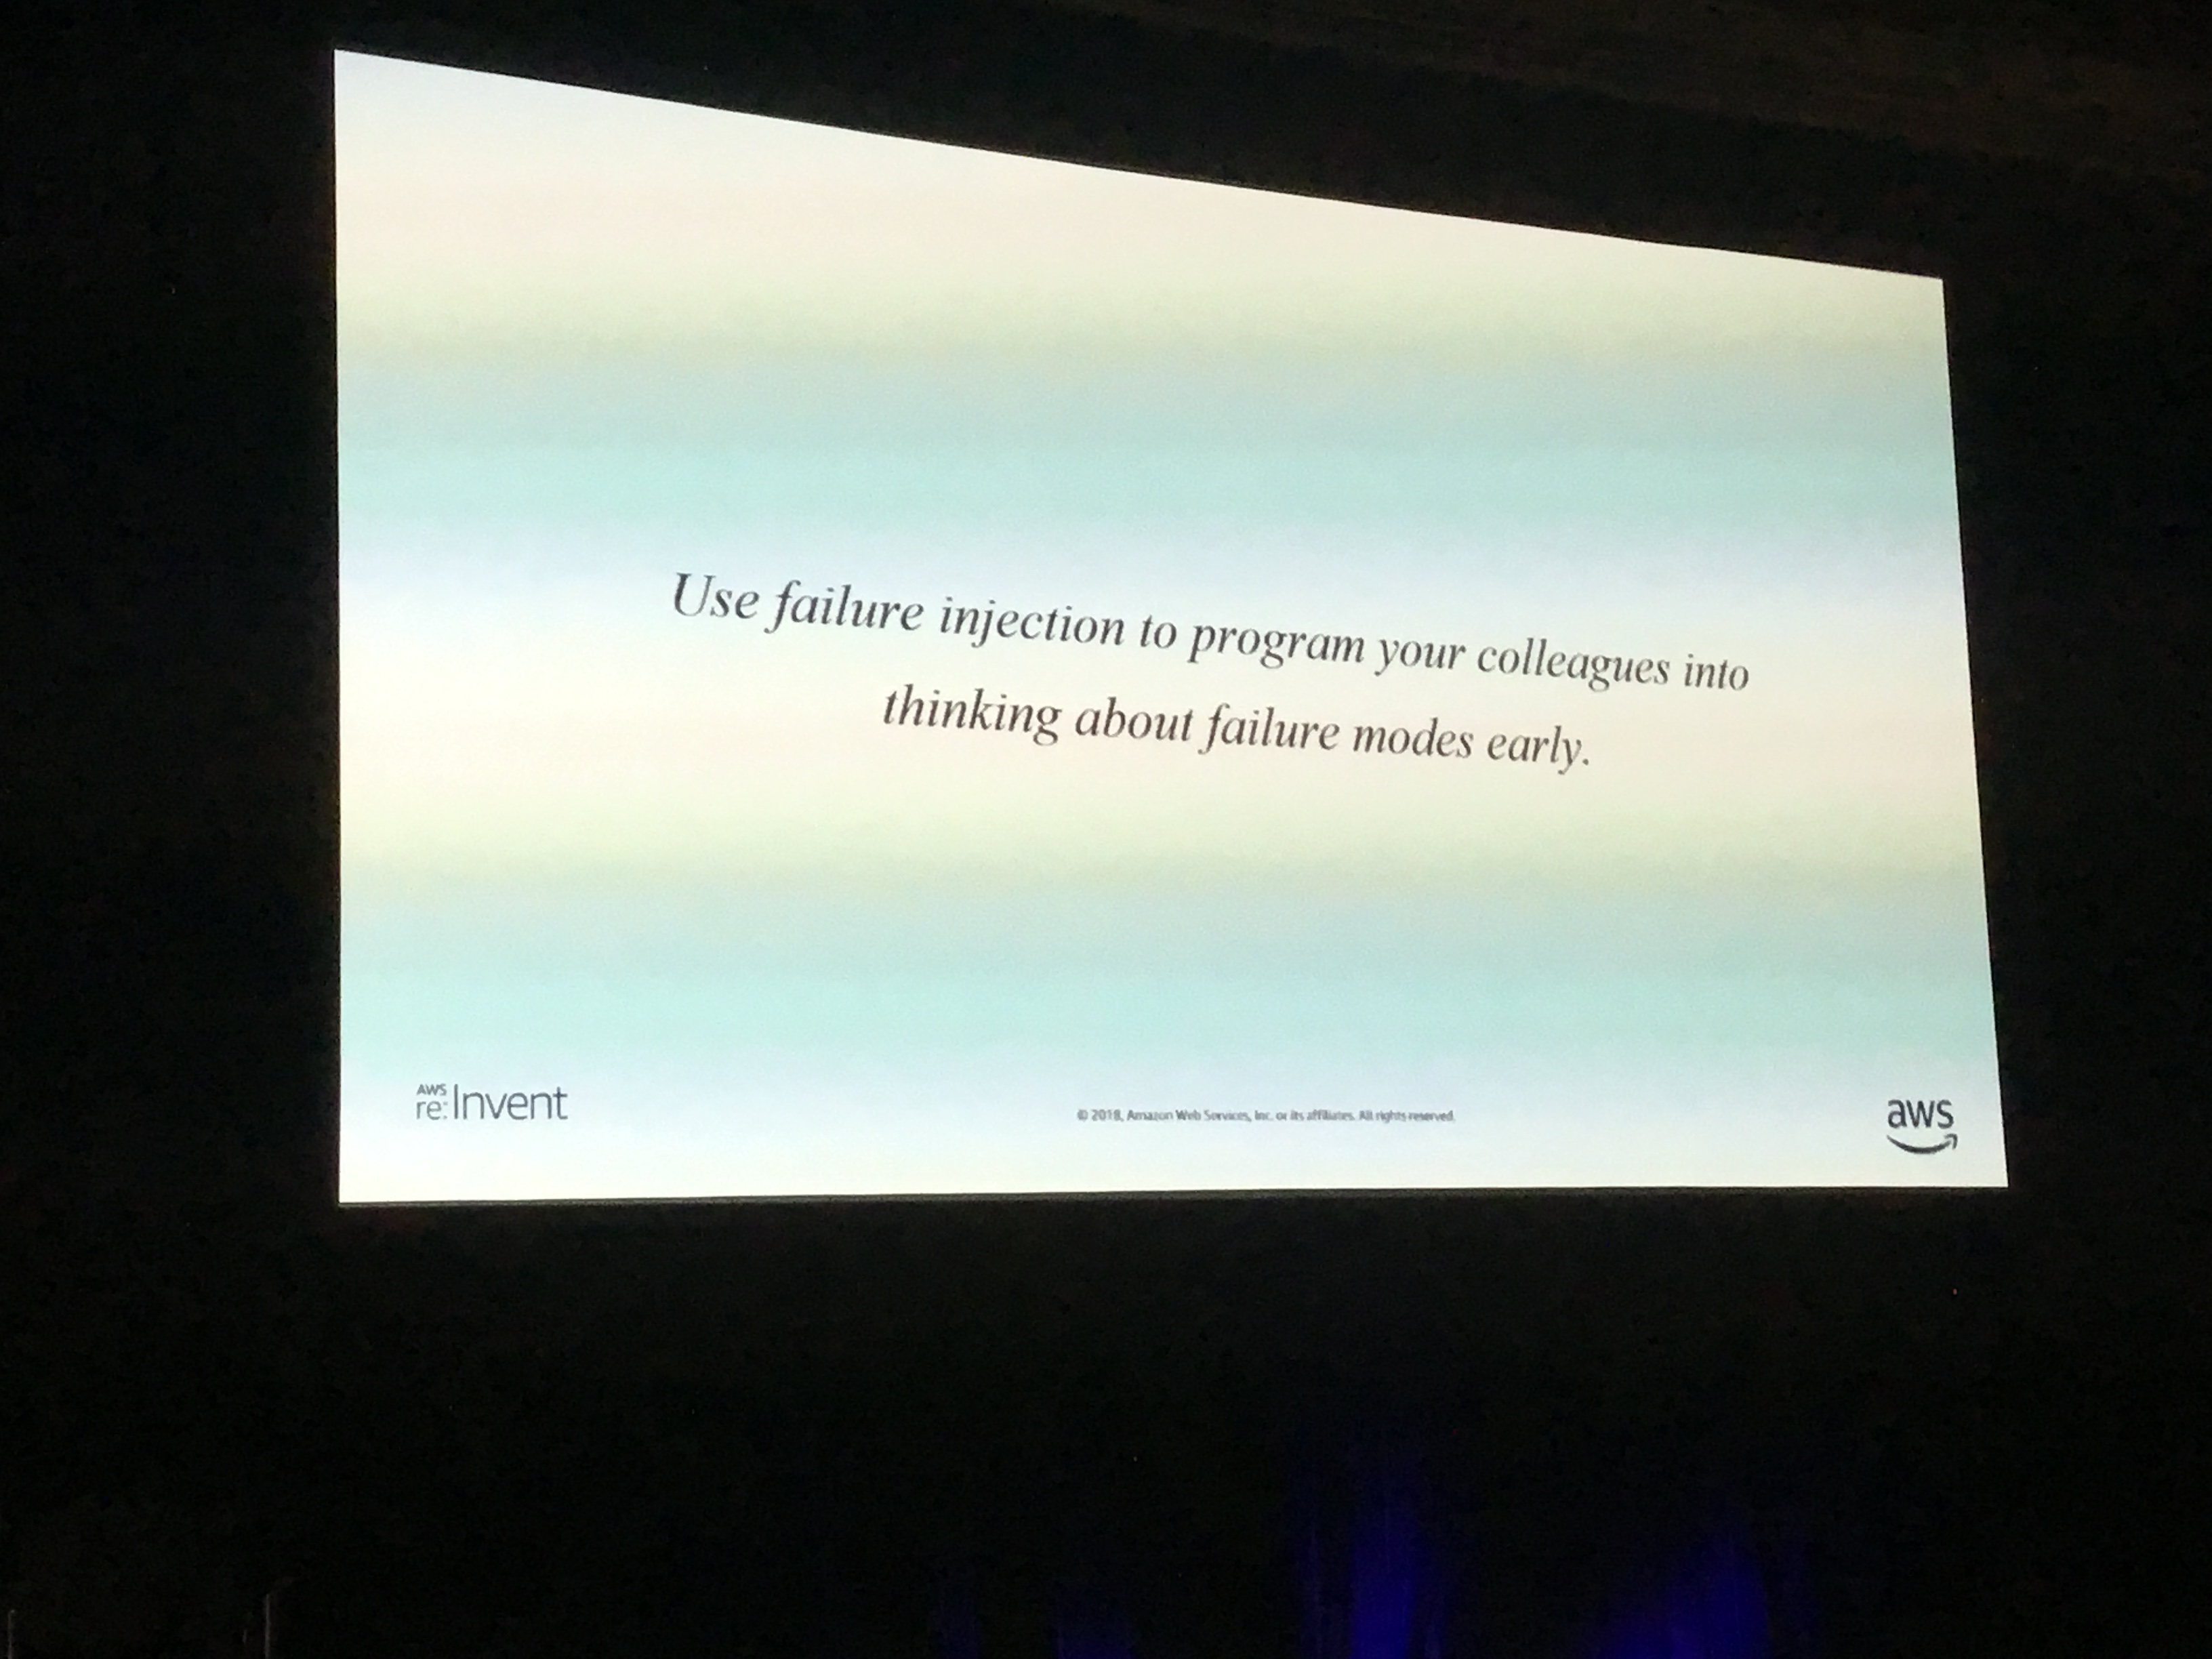 Use failure injection to program your colleagues into
thinking about failure modes early.
AWS
re:Invent
© 2018, Amazon Web Services, Inc. or its affiliates. All rights reserved.
aws